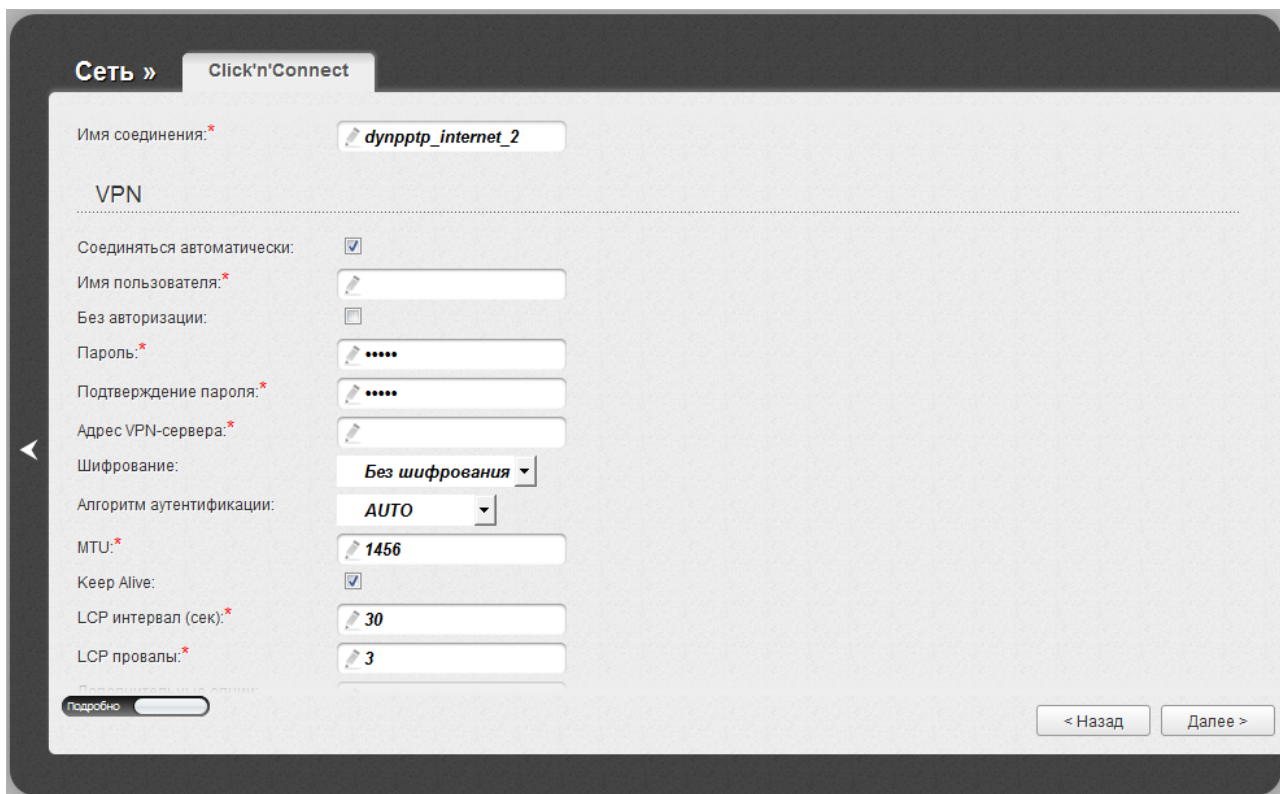 Сеть » Click'n'Connect
Имя соединения:* dynpptp_internet_2
VPN
Соединяться автоматически:
Имя пользователя:*
Без авторизации:
Пароль:* •••••
Подтверждение пароля:* •••••
Адрес VPN-сервера:*
Шифрование: Без шифрования
Алгоритм аутентификации: AUTO
MTU:* 1456
Keep Alive:
LCP интервал (сек):* 30
LCP провалы:* 3
Дополнительные опции:
Подробно
< Назад Далее >